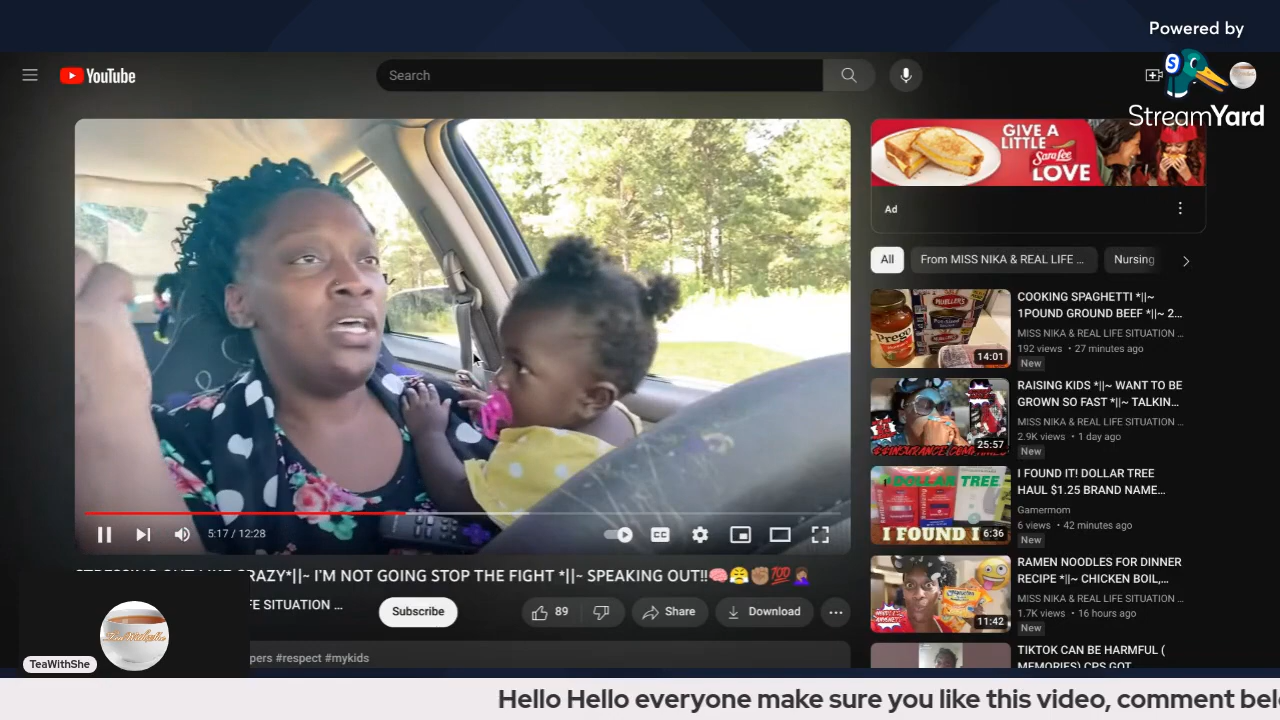 Powered by
StreamYard
YouTube
Search
GIVE A
LITTLE
Sara Lee
LOVE
Ad
All
From MISS NIKA & REAL LIFE ...
Nursing
COOKING SPAGHETTI *||~
1POUND GROUND BEEF *||~ 2...
MISS NIKA & REAL LIFE SITUATION ...
192 views • 27 minutes ago
New
Prego
MUELLER'S
14:01
RAISING KIDS *||~ WANT TO BE
GROWN SO FAST *||~ TALKIN...
MISS NIKA & REAL LIFE SITUATION ...
2.9K views • 1 day ago
New
25:57
I FOUND IT! DOLLAR TREE
HAUL $1.25 BRAND NAME...
Gamermom
6 views • 42 minutes ago
New
DOLLAR TREE
I FOUND I
6:36
RAMEN NOODLES FOR DINNER
RECIPE *||~ CHICKEN BOIL,...
MISS NIKA & REAL LIFE SITUATION ...
1.7K views • 16 hours ago
New
11:42
TIKTOK CAN BE HARMFUL (
MEMORIES) CPS GOT
5:17 / 12:28
CC
STRESSING OUT LIKE CRAZY*||~ I'M NOT GOING STOP THE FIGHT *||~ SPEAKING OUT!!🧠😤✊🏾💯🤦🏾‍♀️
FE SITUATION ...
Subscribe
89
Share
Download
pers #respect #mykids
TeaWithShe
Hello Hello everyone make sure you like this video, comment bel